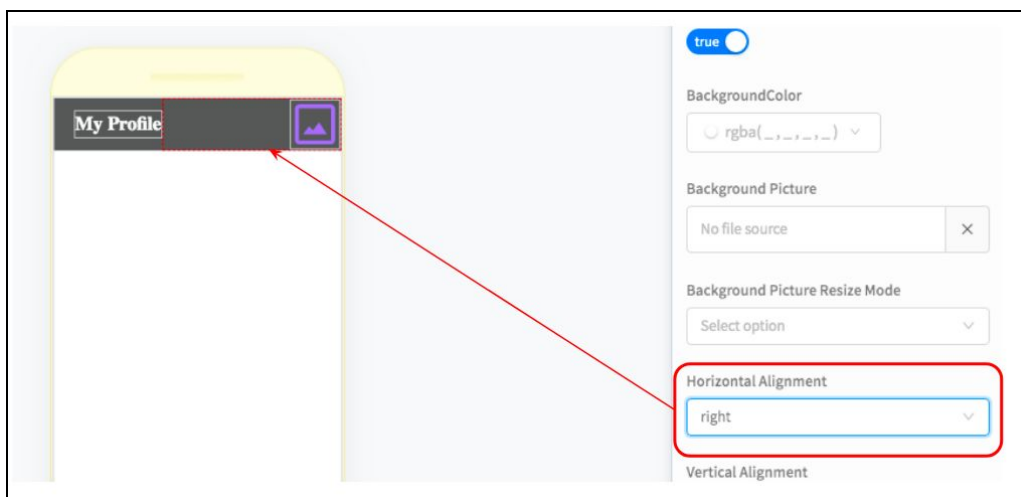 My Profile
true
BackgroundColor
rgba(_,_,_,_)
Background Picture
No file source
Background Picture Resize Mode
Select option
Horizontal Alignment
right
Vertical Alignment